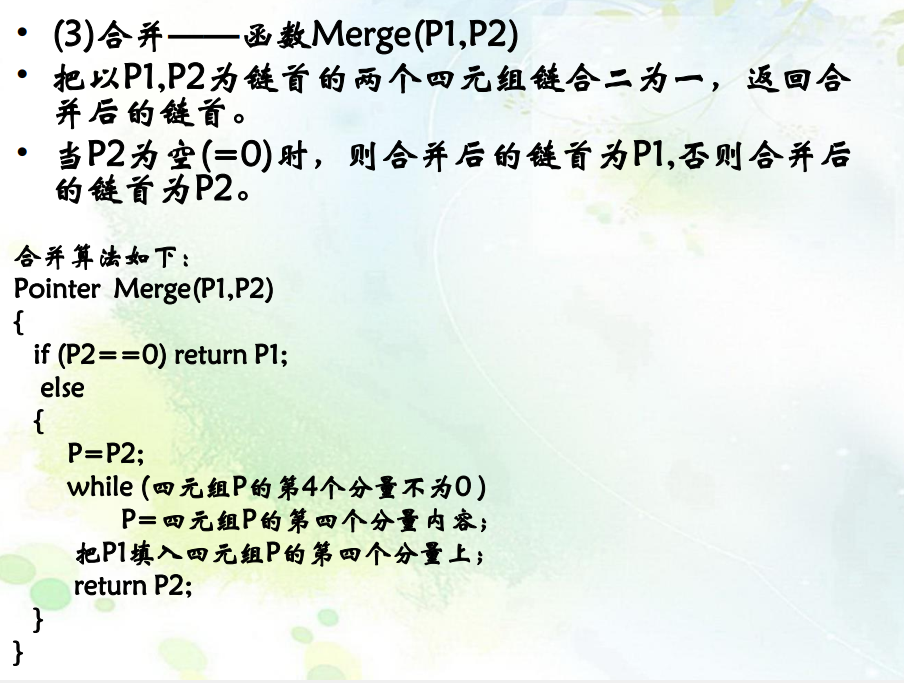 • (3)合并——函数Merge(P1,P2)
• 把以P1,P2为链首的两个四元组链合二为一，返回合
并后的链首。
• 当P2为空(=0)时，则合并后的链首为P1,否则合并后
的链首为P2。
合并算法如下：
Pointer Merge(P1,P2)
{
if (P2==0) return P1;
else
{
P=P2;
while (四元组P的第4个分量不为0 )
P=四元组P的第四个分量内容；
把P1填入四元组P的第四个分量上；
return P2;
}
}